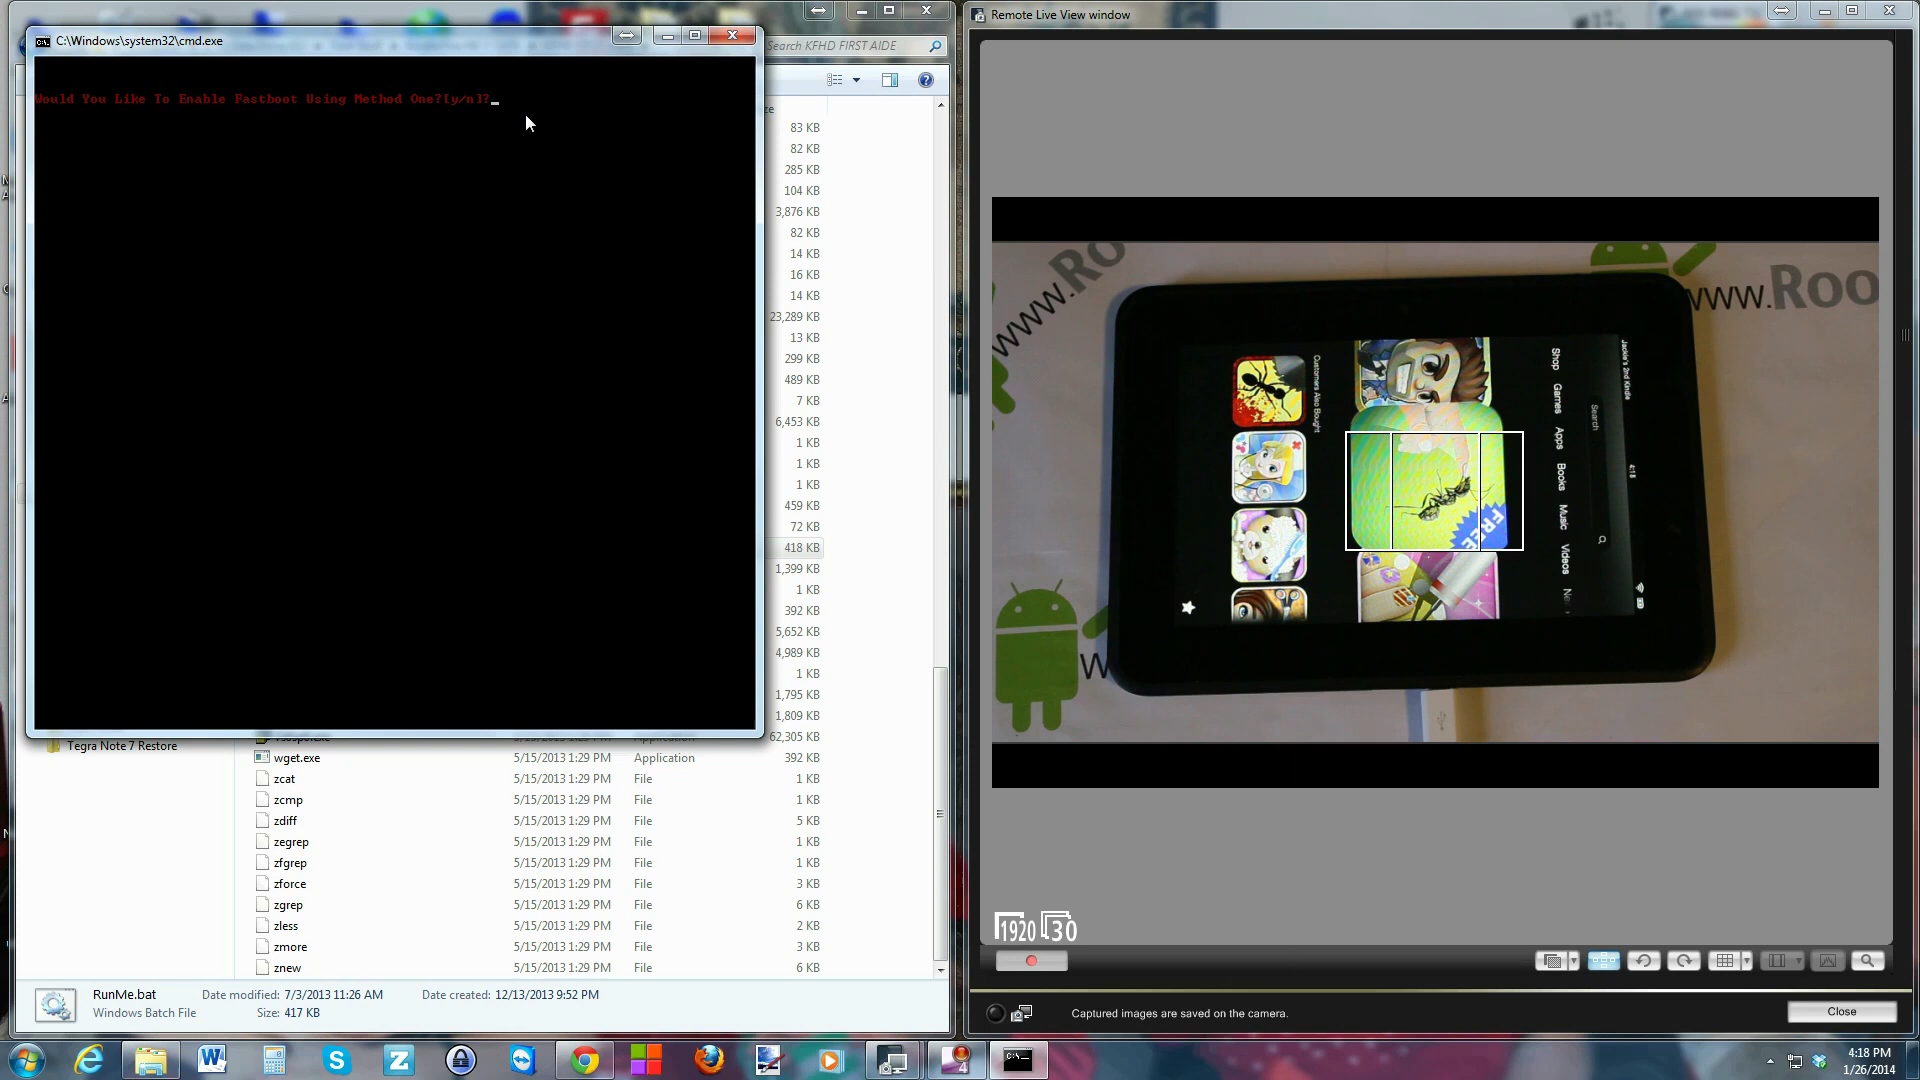 C:\Windows\system32\cmd.exe
Search KFHD FIRST AIDE
Would You Like To Enable Fastboot Using Method One?[y/n]?
83 KB
82 KB
285 KB
104 KB
3,876 KB
82 KB
14 KB
16 KB
14 KB
23,289 KB
13 KB
299 KB
489 KB
7 KB
6,453 KB
1 KB
1 KB
1 KB
459 KB
72 KB
418 KB
1,399 KB
1 KB
392 KB
5,652 KB
4,989 KB
1 KB
1,795 KB
1,809 KB
62,305 KB
Tegra Note 7 Restore
wget.exe 5/15/2013 1:29 PM Application 392 KB
zcat 5/15/2013 1:29 PM File 1 KB
zcmp 5/15/2013 1:29 PM File 1 KB
zdiff 5/15/2013 1:29 PM File 5 KB
zegrep 5/15/2013 1:29 PM File 1 KB
zfgrep 5/15/2013 1:29 PM File 1 KB
zforce 5/15/2013 1:29 PM File 3 KB
zgrep 5/15/2013 1:29 PM File 6 KB
zless 5/15/2013 1:29 PM File 2 KB
zmore 5/15/2013 1:29 PM File 3 KB
znew 5/15/2013 1:29 PM File 6 KB
RunMe.bat Date modified: 7/3/2013 11:26 AM Date created: 12/13/2013 9:52 PM
Windows Batch File Size: 417 KB
Remote Live View window
www.Ro
www.Roo
Jackie's 2nd Kindle
4:18
Search
Shop Games Apps Books Music Videos
FREE
Customers Also Bought
1920 30
Captured images are saved on the camera.
Close
4:18 PM
1/26/2014